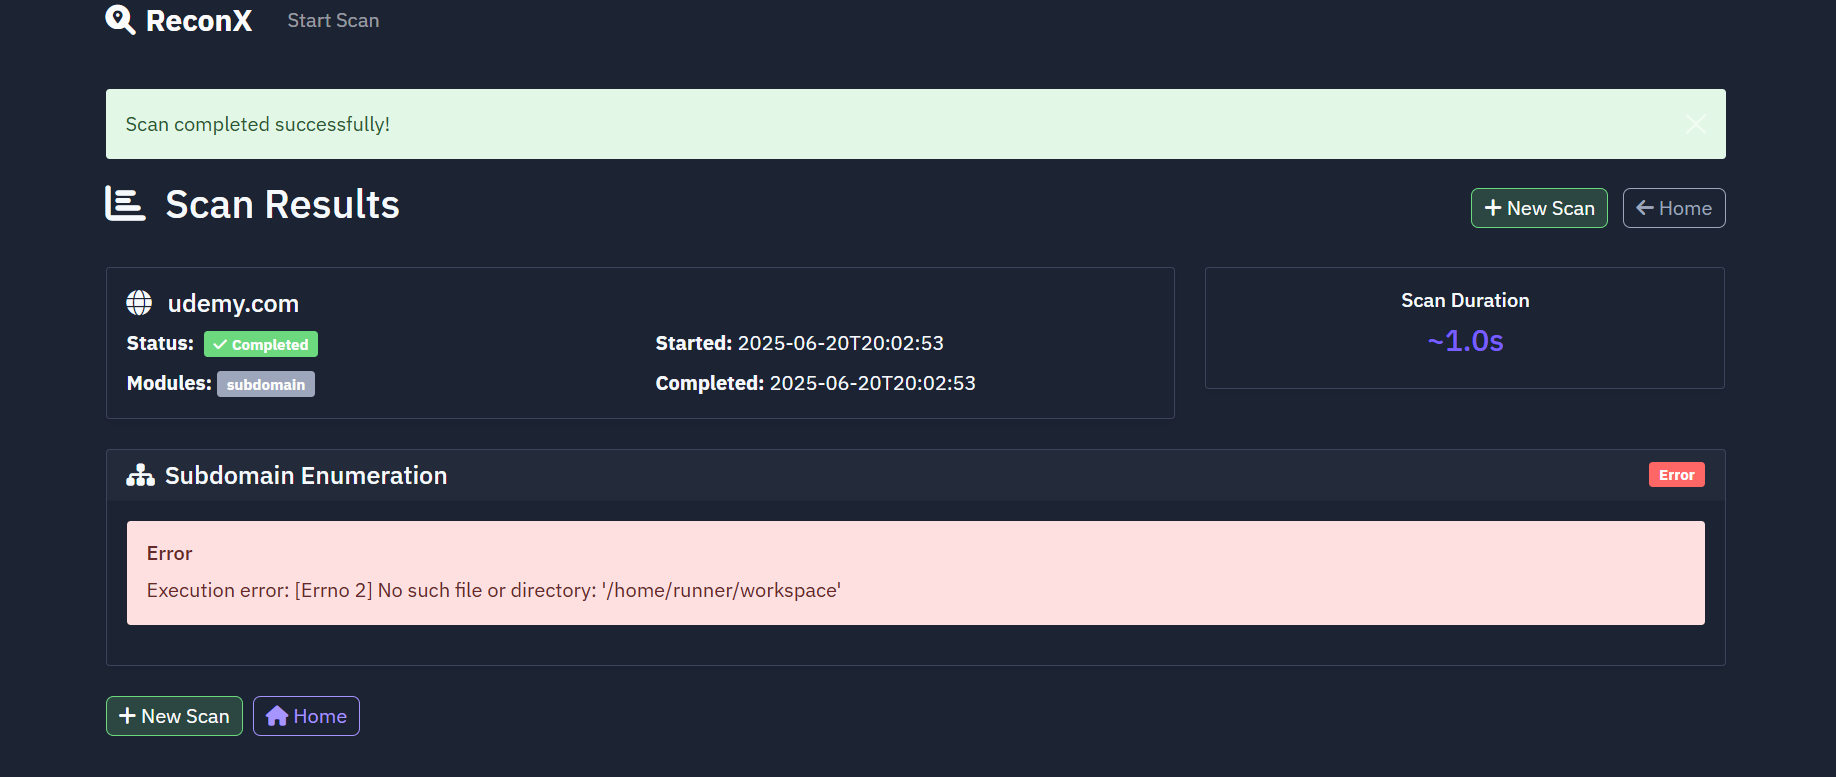 ReconX Start Scan
Scan completed successfully!
Scan Results
New Scan Home
udemy.com
Status: Completed
Modules: subdomain
Started: 2025-06-20T20:02:53
Completed: 2025-06-20T20:02:53
Scan Duration
~1.0s
Subdomain Enumeration
Error
Error
Execution error: [Errno 2] No such file or directory: '/home/runner/workspace'
New Scan Home